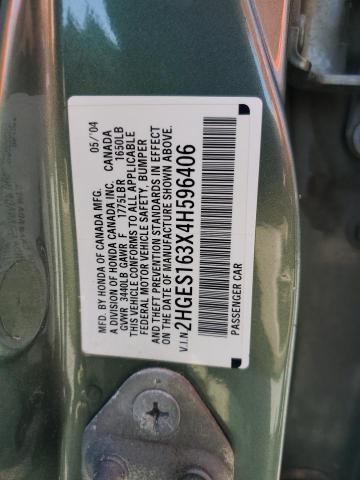 MFD. BY HONDA OF CANADA MFG. 05/'04
A DIVISION OF HONDA CANADA INC. CANADA
GVWR 3440LB GAWR F 1775LBR 1650LB
THIS VEHICLE CONFORMS TO ALL APPLICABLE
FEDERAL MOTOR VEHICLE SAFETY, BUMPER
AND THEFT PREVENTION STANDARDS IN EFFECT
ON THE DATE OF MANUFACTURE SHOWN ABOVE.
V.I.N. 2HGES163X4H596406
PASSENGER CAR